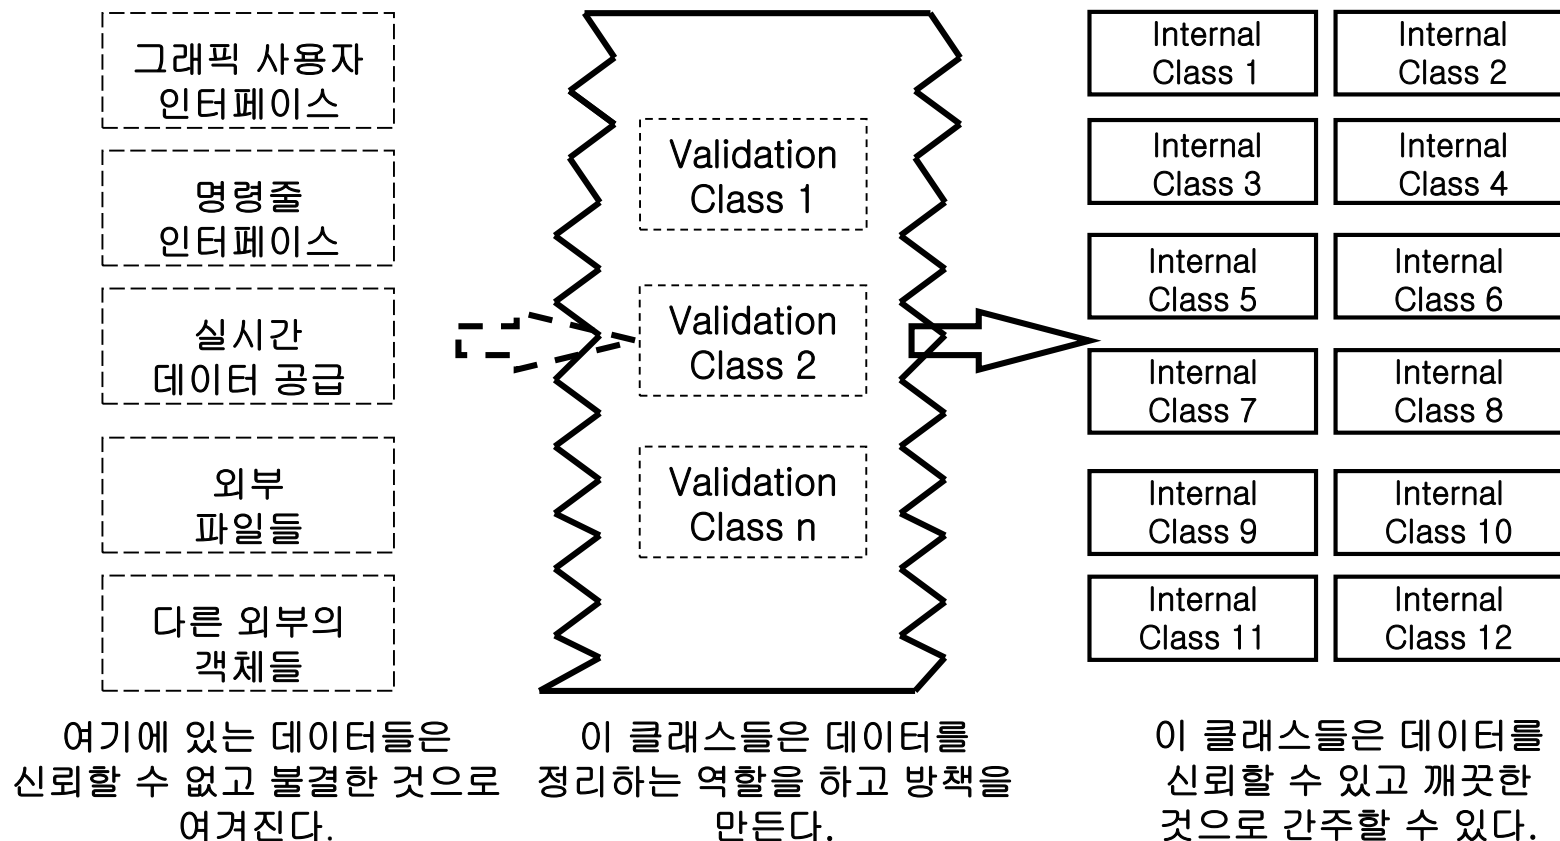 그래픽 사용자
인터페이스
명령줄
인터페이스
실시간
데이터 공급
외부
파일들
다른 외부의
객체들
여기에 있는 데이터들은
신뢰할 수 없고 불결한 것으로
여겨진다.
Validation
Class 1
Validation
Class 2
Validation
Class n
이 클래스들은 데이터를
정리하는 역할을 하고 방책을
만든다.
Internal
Class 1
Internal
Class 2
Internal
Class 3
Internal
Class 4
Internal
Class 5
Internal
Class 6
Internal
Class 7
Internal
Class 8
Internal
Class 9
Internal
Class 10
Internal
Class 11
Internal
Class 12
이 클래스들은 데이터를
신뢰할 수 있고 깨끗한
것으로 간주할 수 있다.